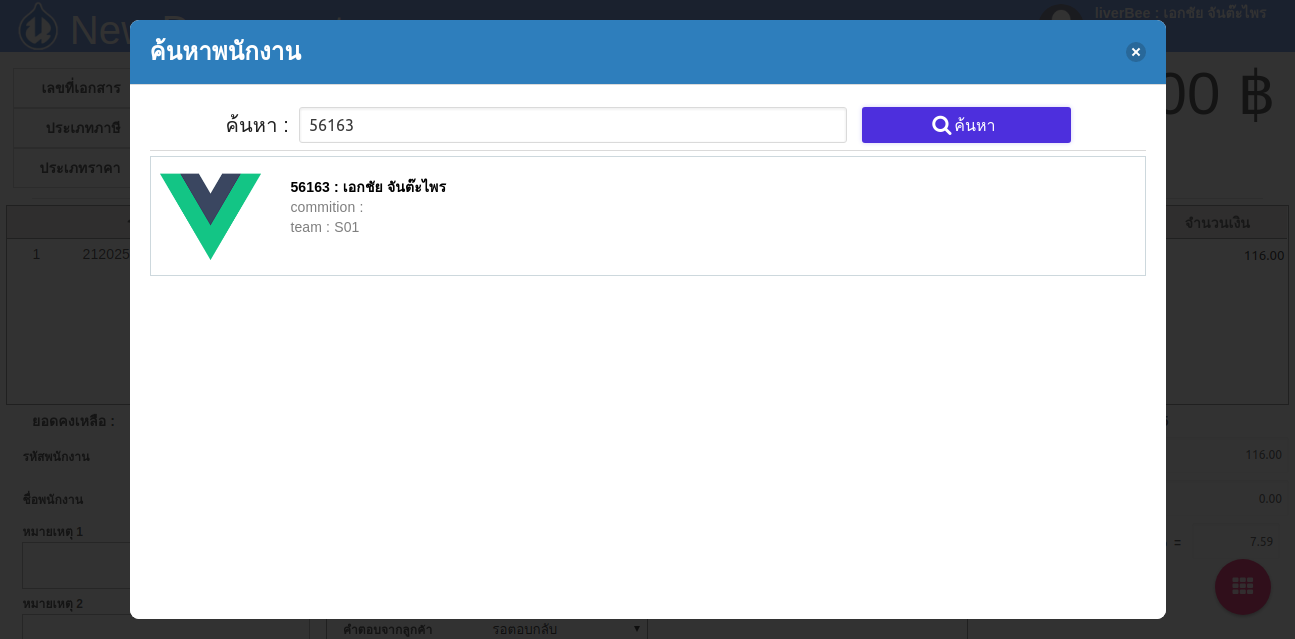 liverBee : เอกชัย จันต๊ะไพร
New
ค้นหาพนักงาน
เลขที่เอกสาร
00 ฿
ค้นหา : 56163 ค้นหา
ประเภทภาษี
ประเภทราคา
56163 : เอกชัย จันต๊ะไพร
commition :
team : S01
จำนวนเงิน
1 212025 116.00
ยอดคงเหลือ :
รหัสพนักงาน 116.00
ชื่อพนักงาน 0.00
หมายเหตุ 1
= 7.59
หมายเหตุ 2
คำตอบจากลูกค้า รอตอบกลับ